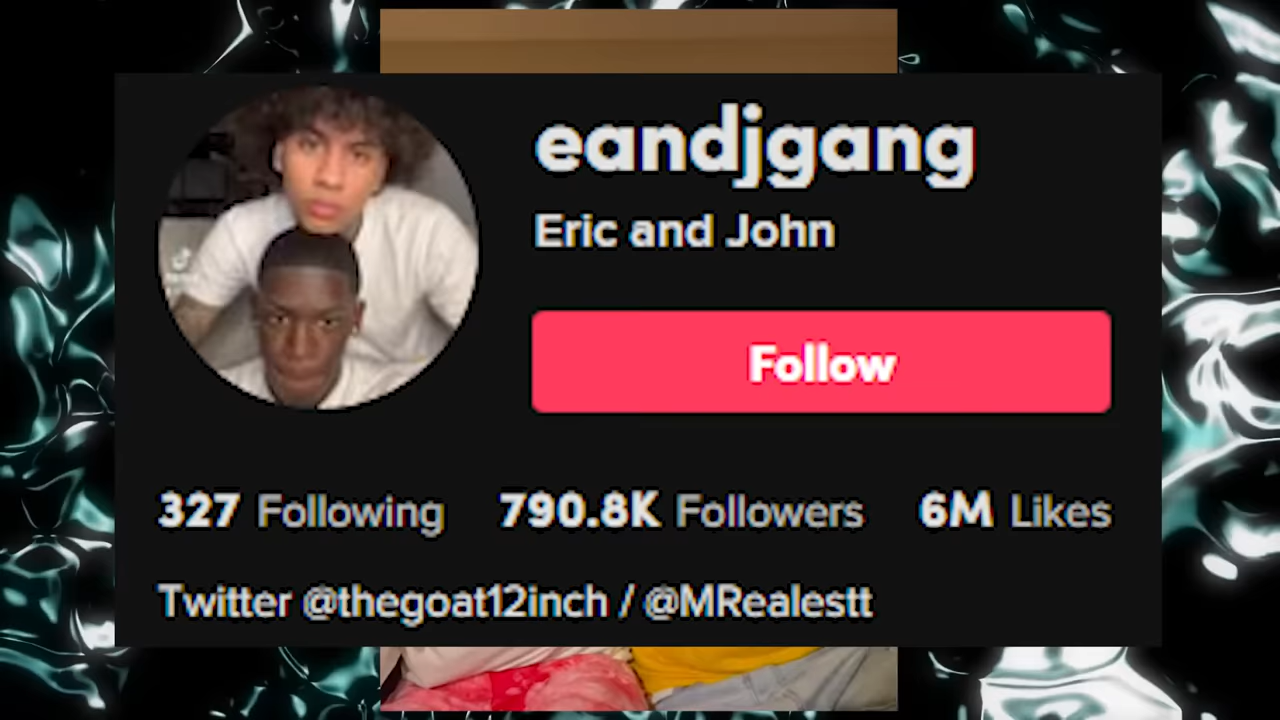 eandjgang
Eric and John
Follow
327 Following 790.8K Followers 6M Likes
Twitter @thegoat12inch / @MRealestt